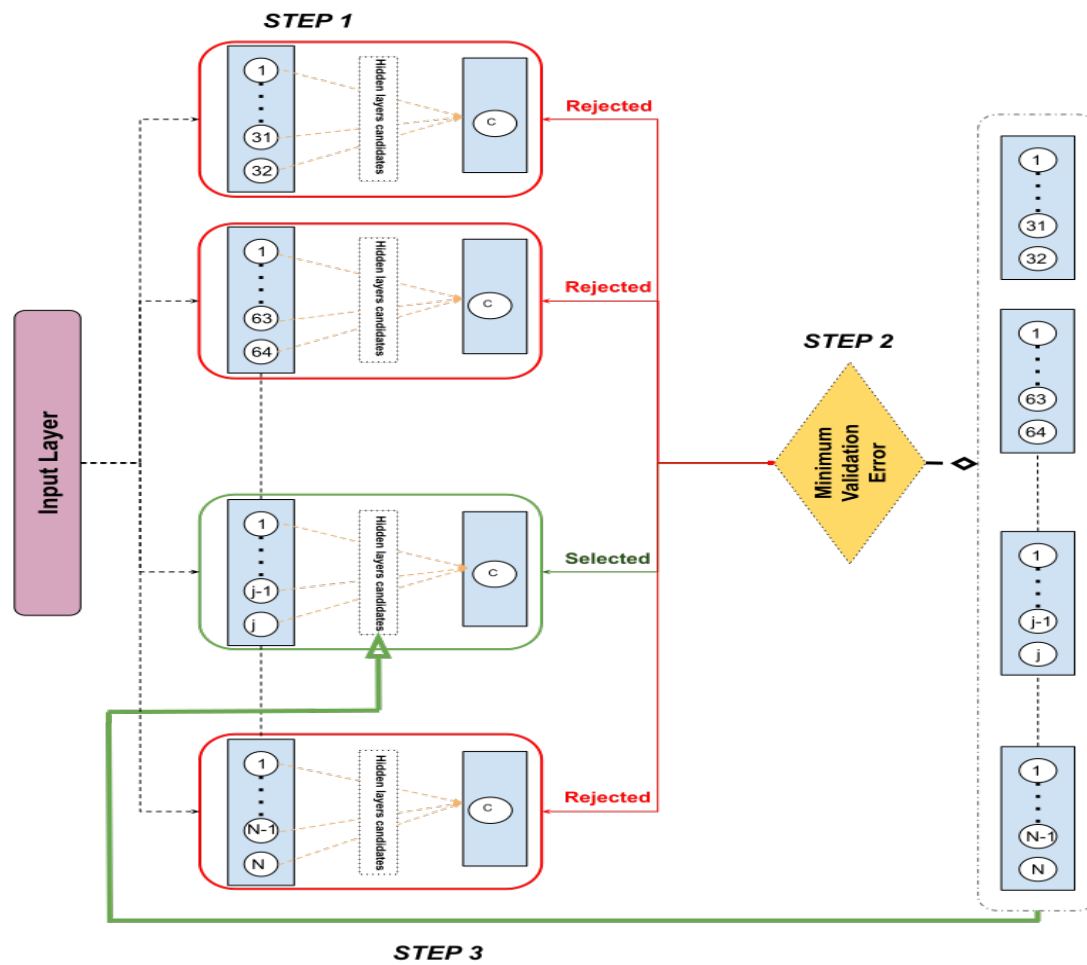 STEP 1
Input Layer
1
31
32
Hidden layers candidates
C
Rejected
1
63
64
Hidden layers candidates
C
Rejected
1
j-1
j
Hidden layers candidates
C
Selected
1
N-1
N
Hidden layers candidates
C
Rejected
STEP 2
Minimum
Validation
Error
1
31
32
1
63
64
1
j-1
j
1
N-1
N
STEP 3